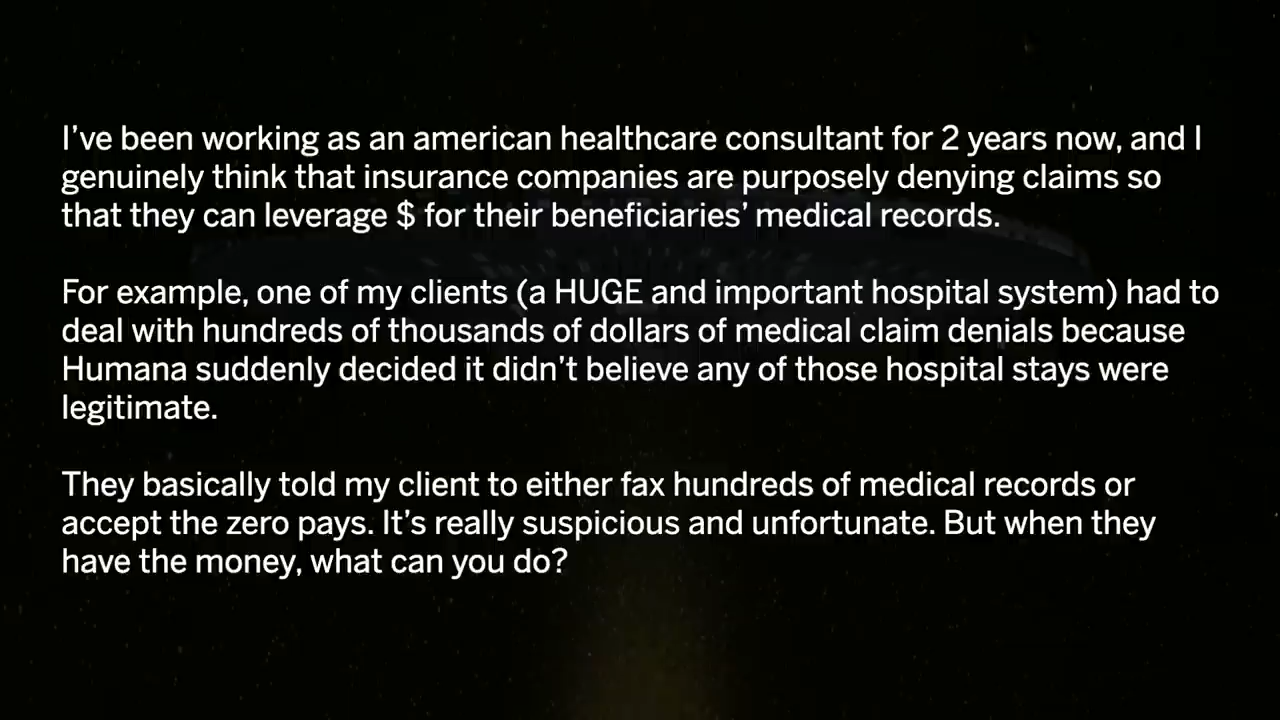 I've been working as an american healthcare consultant for 2 years now, and I
genuinely think that insurance companies are purposely denying claims so
that they can leverage $ for their beneficiaries' medical records.
For example, one of my clients (a HUGE and important hospital system) had to
deal with hundreds of thousands of dollars of medical claim denials because
Humana suddenly decided it didn't believe any of those hospital stays were
legitimate.
They basically told my client to either fax hundreds of medical records or
accept the zero pays. It's really suspicious and unfortunate. But when they
have the money, what can you do?